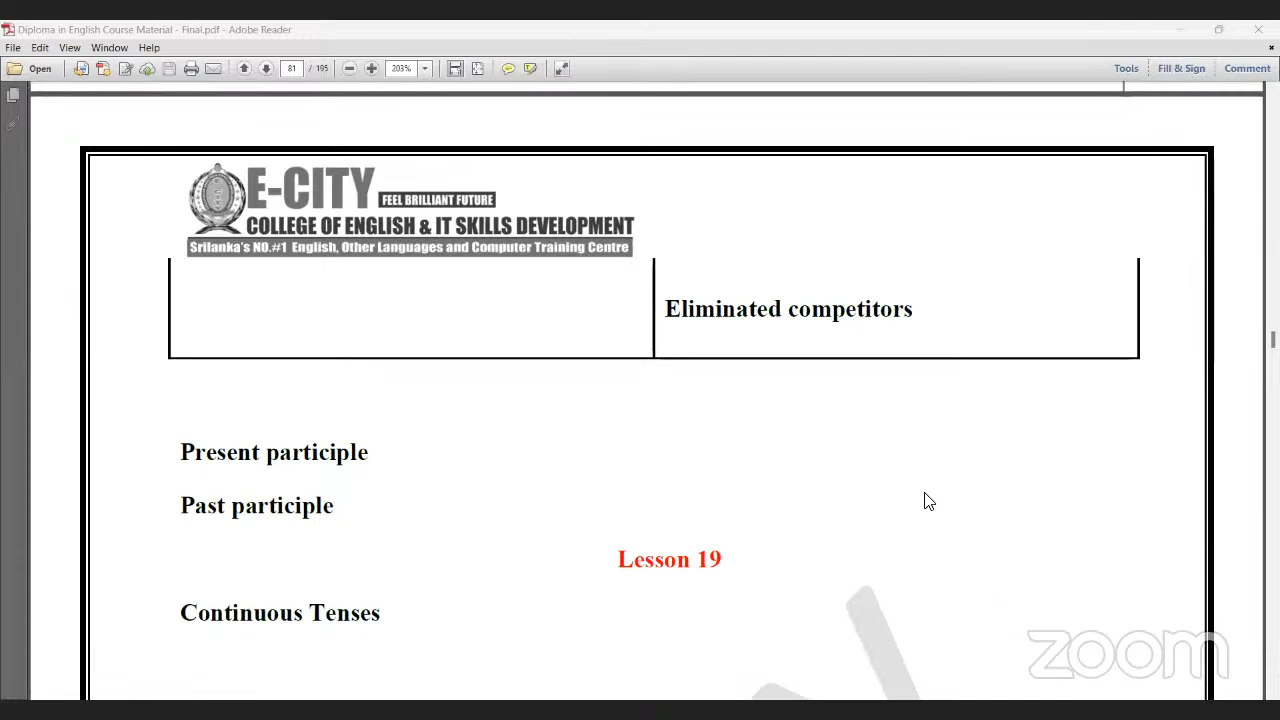 Diploma in English Course Material - Final.pdf - Adobe Reader
File Edit View Window Help
Open 81 / 195 203% Tools Fill & Sign Comment
E-CITY FEEL BRILLIANT FUTURE
COLLEGE OF ENGLISH & IT SKILLS DEVELOPMENT
Srilanka's NO.#1 English, Other Languages and Computer Training Centre
Eliminated competitors
Present participle
Past participle
Lesson 19
Continuous Tenses
zoom